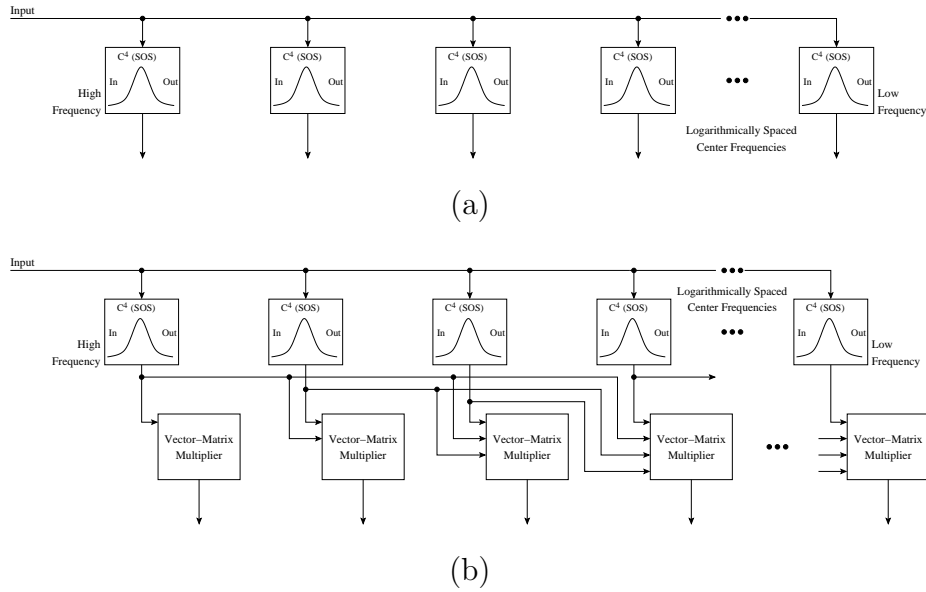 Input
C⁴ (SOS)
In Out
C⁴ (SOS)
In Out
C⁴ (SOS)
In Out
C⁴ (SOS)
In Out
C⁴ (SOS)
In Out
High
Frequency
Low
Frequency
Logarithmically Spaced
Center Frequencies
(a)
Input
Logarithmically Spaced
Center Frequencies
C⁴ (SOS)
In Out
C⁴ (SOS)
In Out
C⁴ (SOS)
In Out
C⁴ (SOS)
In Out
C⁴ (SOS)
In Out
High
Frequency
Low
Frequency
Vector–Matrix
Multiplier
Vector–Matrix
Multiplier
Vector–Matrix
Multiplier
Vector–Matrix
Multiplier
Vector–Matrix
Multiplier
(b)